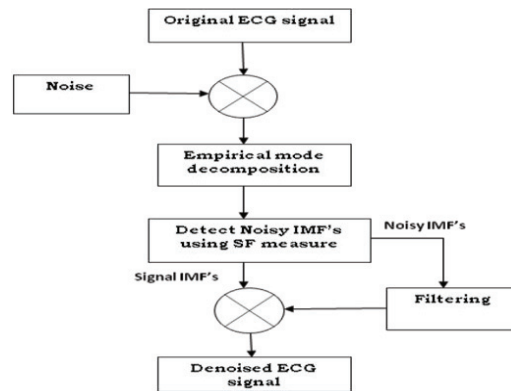 Original ECG signal
Noise
Empirical mode
decomposition
Detect Noisy IMF's
using SF measure
Noisy IMF's
Signal IMF's
Filtering
Denoised ECG
signal